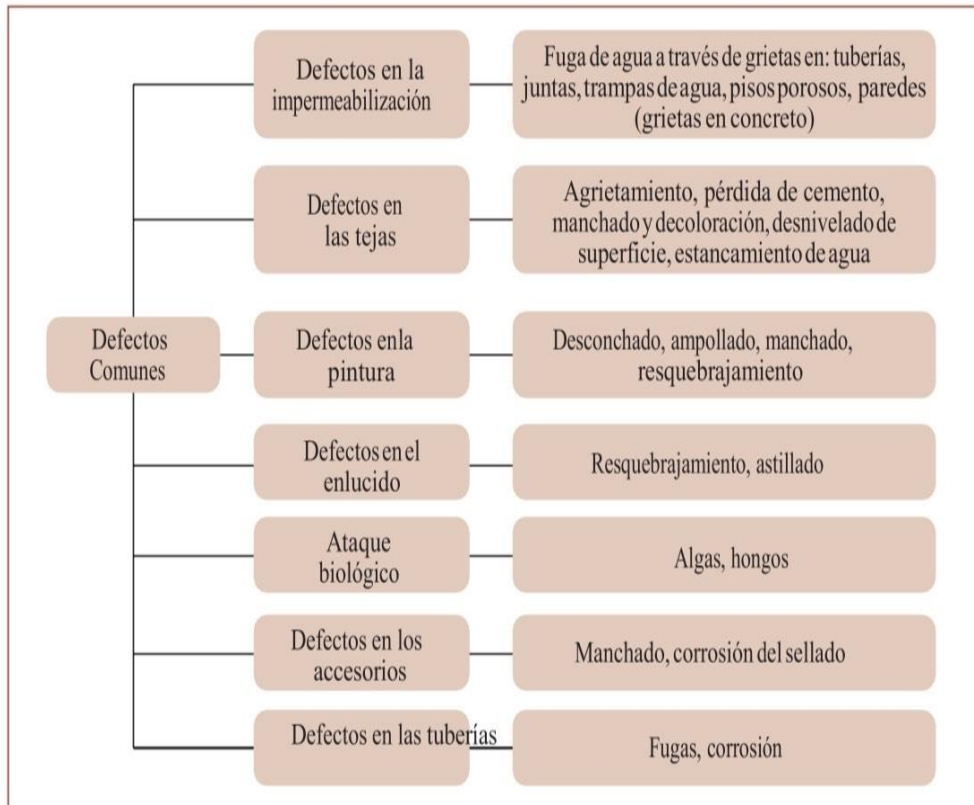 Defectos Comunes
Defectos en la
impermeabilización
Fuga de agua a través de grietas en: tuberías,
juntas, trampas de agua, pisos porosos, paredes
(grietas en concreto)
Defectos en
las tejas
Agrietamiento, pérdida de cemento,
manchado y decoloración, desnivelado de
superficie, estancamiento de agua
Defectos enla
pintura
Desconchado, ampollado, manchado,
resquebrajamiento
Defectos en el
enlucido
Resquebrajamiento, astillado
Ataque
biológico
Algas, hongos
Defectos en los
accesorios
Manchado, corrosión del sellado
Defectos en las tuberías
Fugas, corrosión